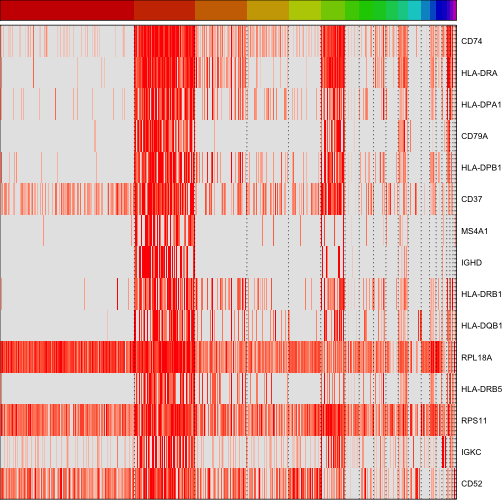 CD74
HLA-DRA
HLA-DPA1
CD79A
HLA-DPB1
CD37
MS4A1
IGHD
HLA-DRB1
HLA-DQB1
RPL18A
HLA-DRB5
RPS11
IGKC
CD52